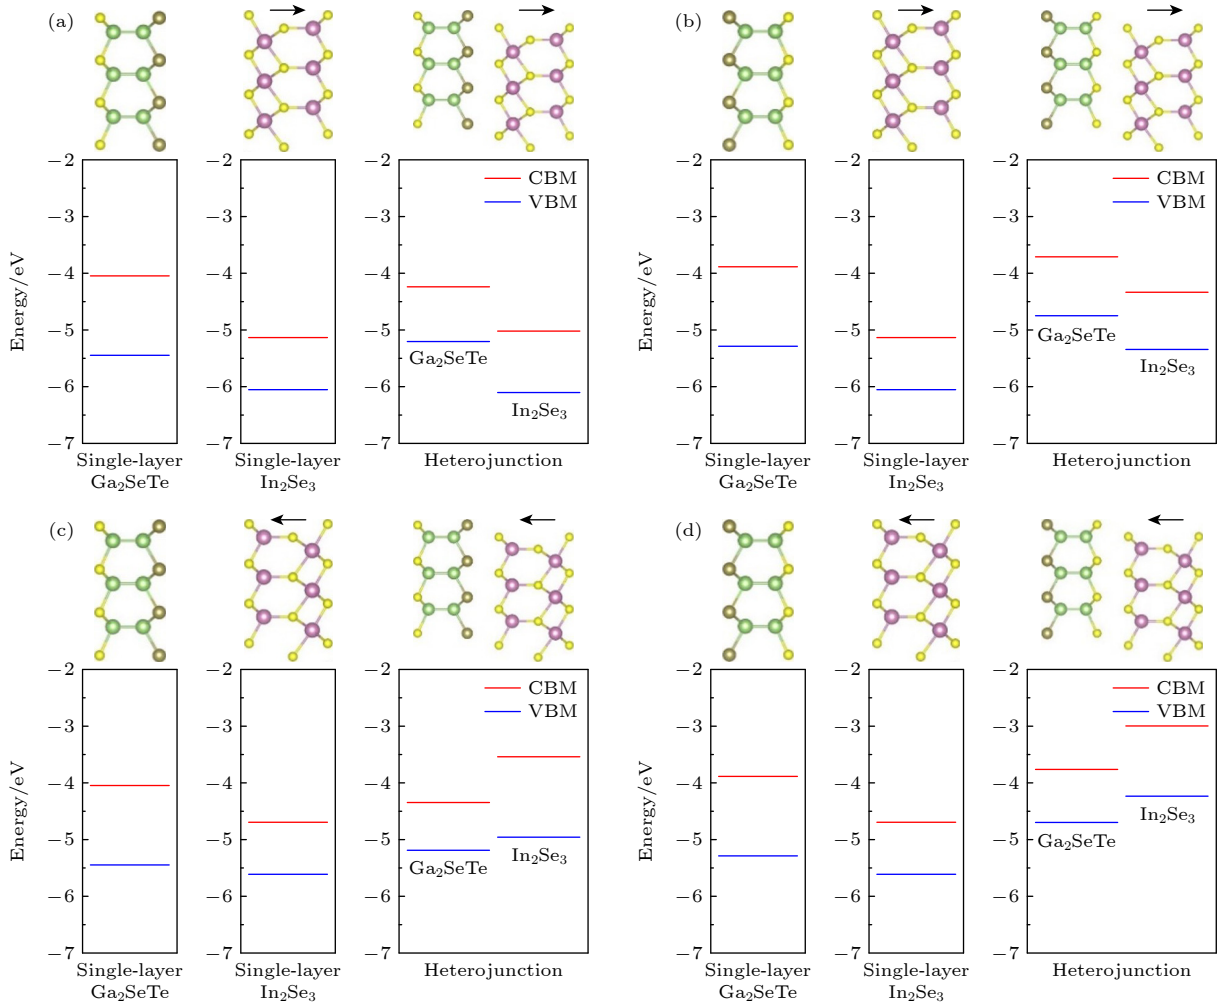 (a)
Energy/eV
−2
−3
−4
−5
−6
−7
Single-layer
Ga₂SeTe
−2
−3
−4
−5
−6
−7
Single-layer
In₂Se₃
−2
−3
−4
−5
−6
−7
CBM
VBM
Ga₂SeTe
In₂Se₃
Heterojunction
(b)
Energy/eV
−2
−3
−4
−5
−6
−7
Single-layer
Ga₂SeTe
−2
−3
−4
−5
−6
−7
Single-layer
In₂Se₃
−2
−3
−4
−5
−6
−7
CBM
VBM
Ga₂SeTe
In₂Se₃
Heterojunction
(c)
Energy/eV
−2
−3
−4
−5
−6
−7
Single-layer
Ga₂SeTe
−2
−3
−4
−5
−6
−7
Single-layer
In₂Se₃
−2
−3
−4
−5
−6
−7
CBM
VBM
In₂Se₃
Ga₂SeTe
Heterojunction
(d)
Energy/eV
−2
−3
−4
−5
−6
−7
Single-layer
Ga₂SeTe
−2
−3
−4
−5
−6
−7
Single-layer
In₂Se₃
−2
−3
−4
−5
−6
−7
CBM
VBM
In₂Se₃
Ga₂SeTe
Heterojunction